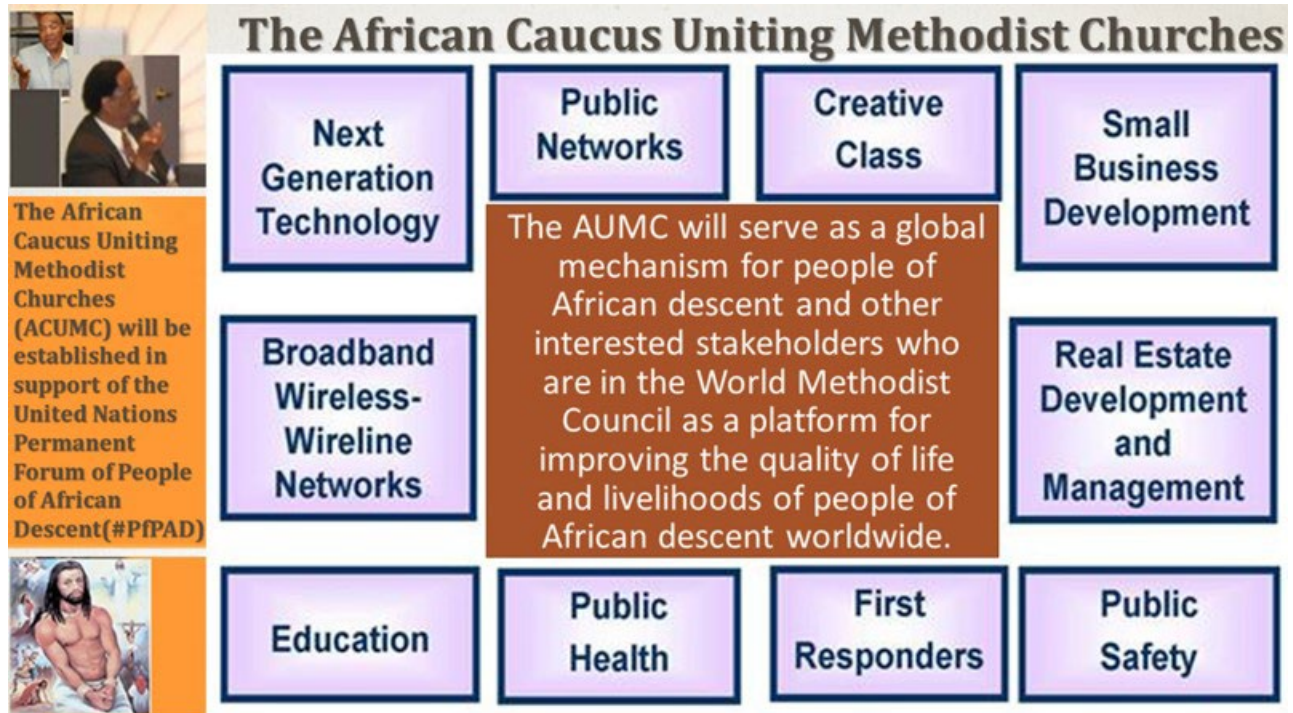 The African Caucus Uniting Methodist Churches
The African
Caucus Uniting
Methodist
Churches
(ACUMC) will be
established in
support of the
United Nations
Permanent
Forum of People
of African
Descent(#PfPAD)
Next
Generation
Technology
Public
Networks
Creative
Class
Small
Business
Development
The AUMC will serve as a global
mechanism for people of
African descent and other
interested stakeholders who
are in the World Methodist
Council as a platform for
improving the quality of life
and livelihoods of people of
African descent worldwide.
Broadband
Wireless-
Wireline
Networks
Real Estate
Development
and
Management
Education
Public
Health
First
Responders
Public
Safety